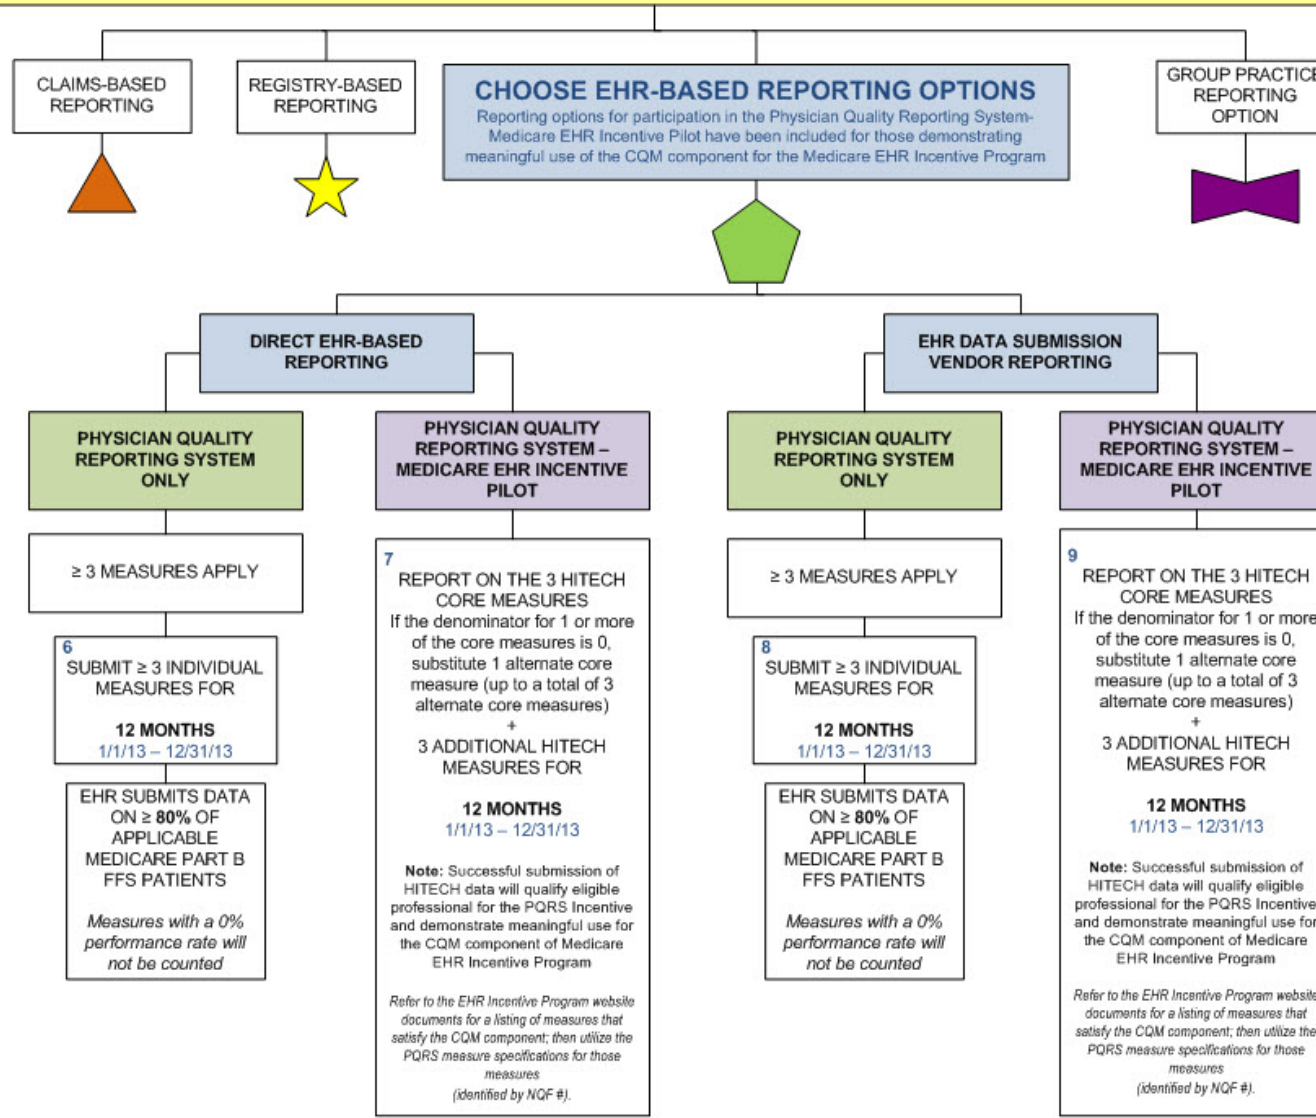 CLAIMS-BASED
REPORTING
REGISTRY-BASED
REPORTING
CHOOSE EHR-BASED REPORTING OPTIONS
Reporting options for participation in the Physician Quality Reporting System-
Medicare EHR Incentive Pilot have been included for those demonstrating
meaningful use of the CQM component for the Medicare EHR Incentive Program
GROUP PRACTICE
REPORTING
OPTION
DIRECT EHR-BASED
REPORTING
EHR DATA SUBMISSION
VENDOR REPORTING
PHYSICIAN QUALITY
REPORTING SYSTEM
ONLY
PHYSICIAN QUALITY
REPORTING SYSTEM –
MEDICARE EHR INCENTIVE
PILOT
PHYSICIAN QUALITY
REPORTING SYSTEM
ONLY
PHYSICIAN QUALITY
REPORTING SYSTEM –
MEDICARE EHR INCENTIVE
PILOT
≥ 3 MEASURES APPLY
6
SUBMIT ≥ 3 INDIVIDUAL
MEASURES FOR
12 MONTHS
1/1/13 – 12/31/13
EHR SUBMITS DATA
ON ≥ 80% OF
APPLICABLE
MEDICARE PART B
FFS PATIENTS
Measures with a 0%
performance rate will
not be counted
7
REPORT ON THE 3 HITECH
CORE MEASURES
If the denominator for 1 or more
of the core measures is 0,
substitute 1 alternate core
measure (up to a total of 3
alternate core measures)
+
3 ADDITIONAL HITECH
MEASURES FOR
12 MONTHS
1/1/13 – 12/31/13
Note: Successful submission of
HITECH data will qualify eligible
professional for the PQRS Incentive
and demonstrate meaningful use for
the CQM component of Medicare
EHR Incentive Program
Refer to the EHR Incentive Program website
documents for a listing of measures that
satisfy the CQM component; then utilize the
PQRS measure specifications for those
measures
(identified by NQF #).
≥ 3 MEASURES APPLY
8
SUBMIT ≥ 3 INDIVIDUAL
MEASURES FOR
12 MONTHS
1/1/13 – 12/31/13
EHR SUBMITS DATA
ON ≥ 80% OF
APPLICABLE
MEDICARE PART B
FFS PATIENTS
Measures with a 0%
performance rate will
not be counted
9
REPORT ON THE 3 HITECH
CORE MEASURES
If the denominator for 1 or more
of the core measures is 0,
substitute 1 alternate core
measure (up to a total of 3
alternate core measures)
+
3 ADDITIONAL HITECH
MEASURES FOR
12 MONTHS
1/1/13 – 12/31/13
Note: Successful submission of
HITECH data will qualify eligible
professional for the PQRS Incentive
and demonstrate meaningful use for
the CQM component of Medicare
EHR Incentive Program
Refer to the EHR Incentive Program website
documents for a listing of measures that
satisfy the CQM component; then utilize the
PQRS measure specifications for those
measures
(identified by NQF #).